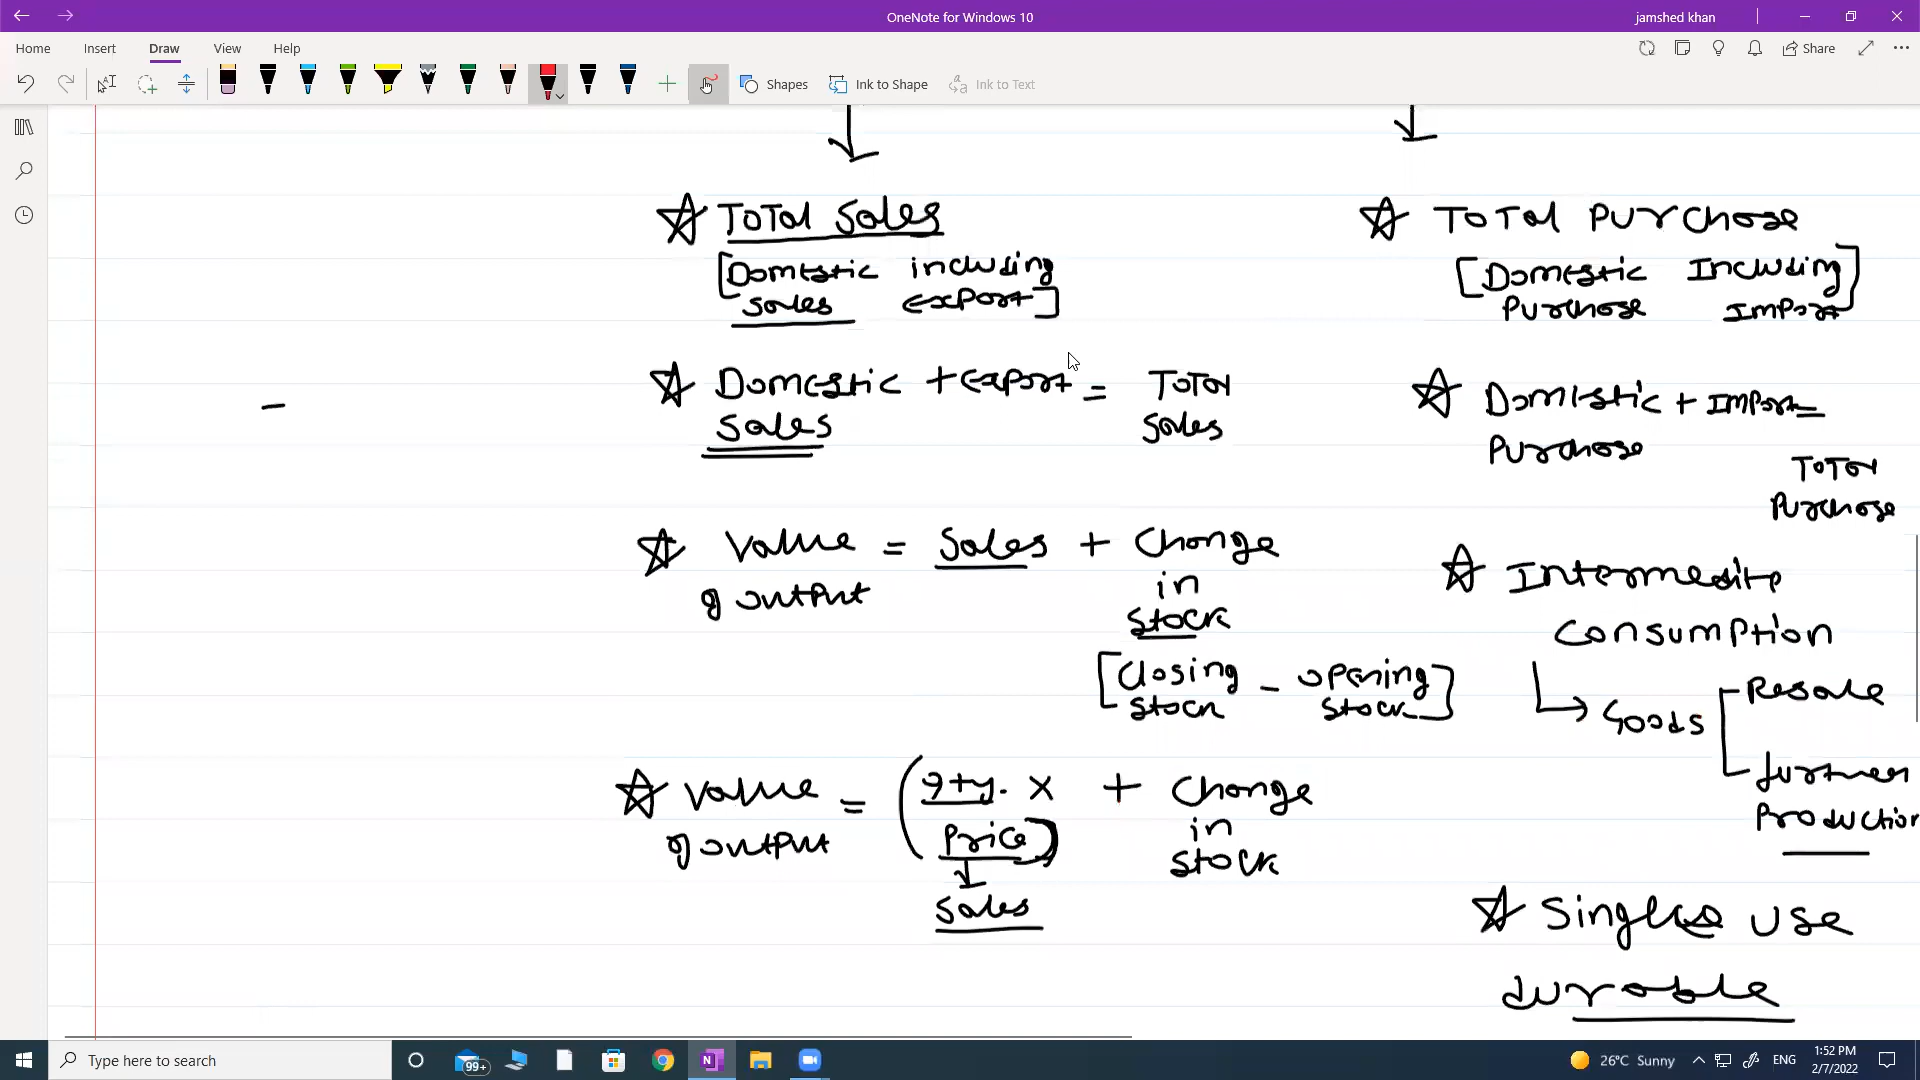 OneNote for Windows 10
jamshed khan
Home Insert Draw View Help
Share
Shapes
Ink to Shape
Ink to Text
Total Sales
[Domestic Sales including export]
Domestic Sales + export = Total Sales
Value of output = Sales + Change in Stock
[Closing Stock - opening Stock]
Value of output = (qty. x Price) + Change in Stock
Sales
Total Purchase
[Domestic Purchase Including Import]
Domestic Purchase + Import = Total Purchase
Intermediate Consumption
Goods
Resale
further Production
Single use durable
Type here to search
99+
26°C Sunny
ENG
1:52 PM
2/7/2022